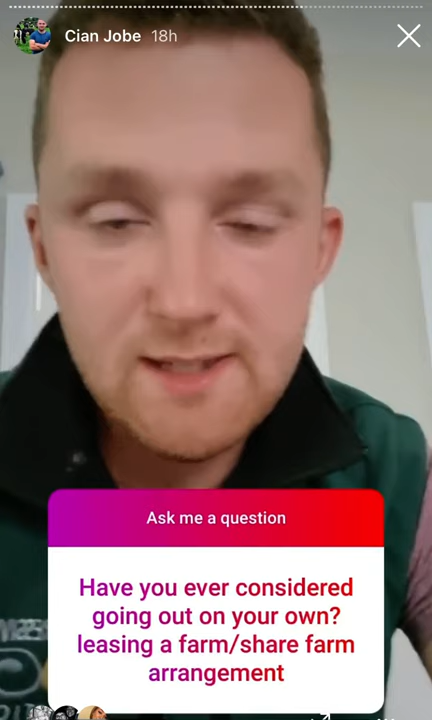 Cian Jobe 18h
Ask me a question
Have you ever considered
going out on your own?
leasing a farm/share farm
arrangement